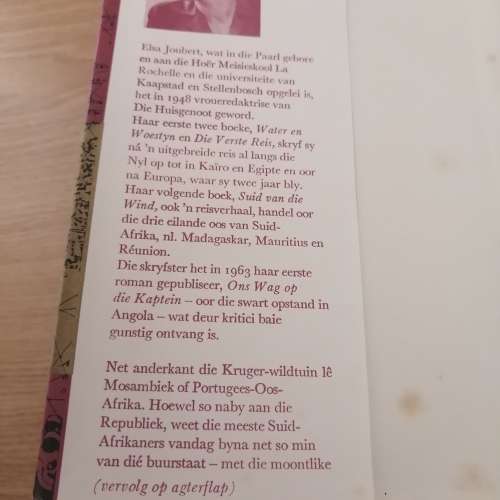 Elsa Joubert, wat in die Paarl gebore
en aan die Hoër Meisieskool La
Rochelle en die universiteite van
Kaapstad en Stellenbosch opgelei is,
het in 1948 vroueredaktrise van
Die Huisgenoot geword.
Haar eerste twee boeke, Water en
Woestyn en Die Verste Reis, skryf sy
ná 'n uitgebreide reis al langs die
Nyl op tot in Kaïro en Egipte en oor
na Europa, waar sy twee jaar bly.
Haar volgende boek, Suid van die
Wind, ook 'n reisverhaal, handel oor
die drie eilande oos van Suid-
Afrika, nl. Madagaskar, Mauritius en
Réunion.
Die skryfster het in 1963 haar eerste
roman gepubliseer, Ons Wag op
die Kaptein – oor die swart opstand in
Angola – wat deur kritici baie
gunstig ontvang is.
Net anderkant die Kruger-wildtuin lê
Mosambiek of Portugees-Oos-
Afrika. Hoewel so naby aan die
Republiek, weet die meeste Suid-
Afrikaners vandag byna net so min
van dié buurstaat – met die moontlike
(vervolg op agterflap)